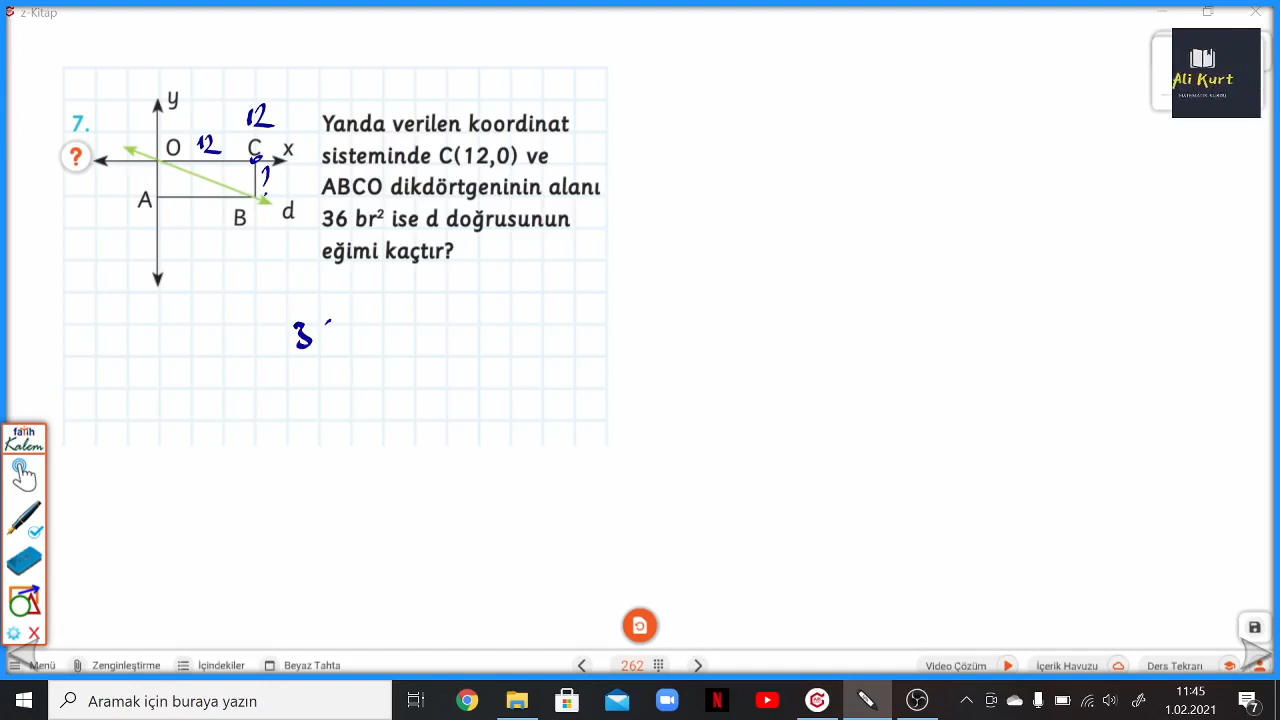 z-Kitap
Ali Kurt
y
12
7.
O
12
C
x
?
?
A
B
d
Yanda verilen koordinat
sisteminde C(12,0) ve
ABCO dikdörtgeninin alanı
36 br² ise d doğrusunun
eğimi kaçtır?
3
fatih
Kalem
Menü
Zenginleştirme
İçindekiler
Beyaz Tahta
262
Video Çözüm
İçerik Havuzu
Ders Tekrarı
Aramak için buraya yazın
11:45
1.02.2021
7